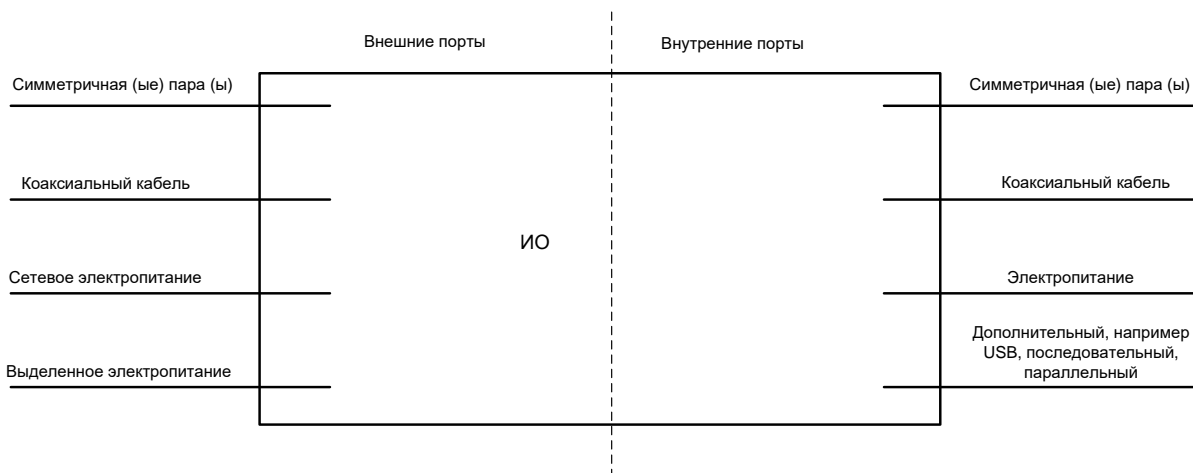 Внешние порты
Внутренние порты
Симметричная (ые) пара (ы)
Симметричная (ые) пара (ы)
Коаксиальный кабель
Коаксиальный кабель
ИО
Сетевое электропитание
Электропитание
Дополнительный, например
USB, последовательный,
параллельный
Выделенное электропитание